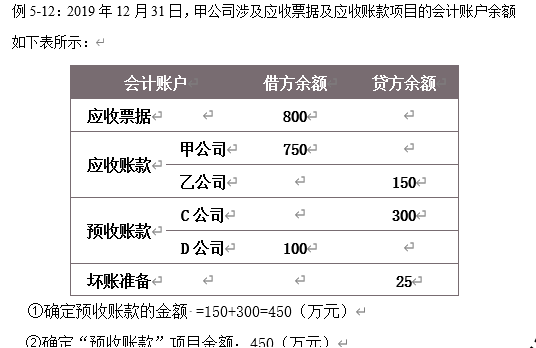 例 5-12：2019 年 12 月 31 日，甲公司涉及应收票据及应收账款项目的会计账户余额
如下表所示：
会计账户 借方余额 贷方余额
应收票据 800
应收账款 甲公司 750
乙公司 150
预收账款 C 公司 300
D 公司 100
坏账准备 25
①确定预收账款的金额 =150+300=450（万元）
②确定“预收账款”项目金额：450（万元）